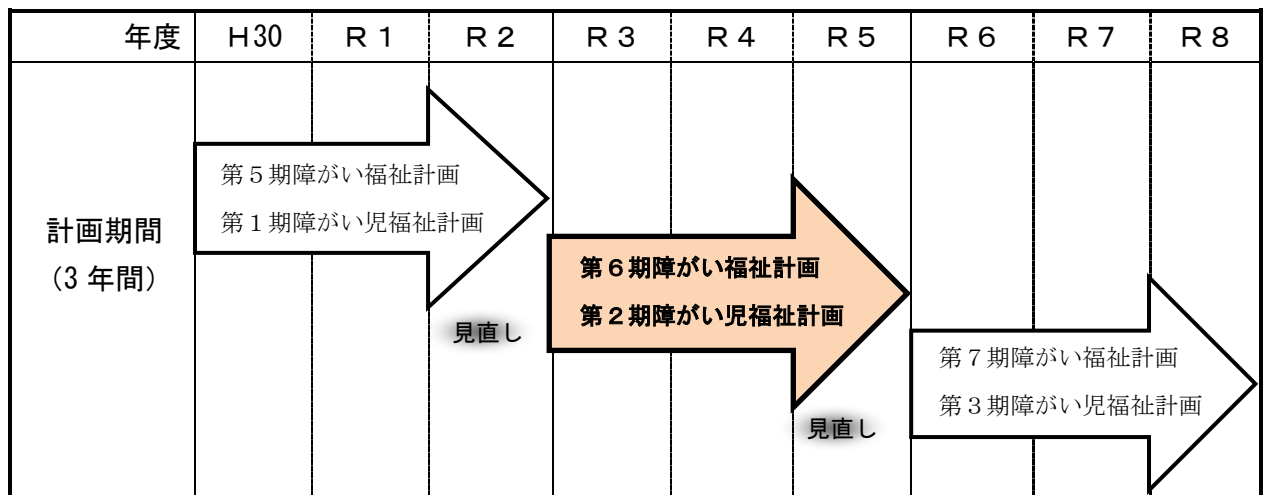 年度 H30 R1 R2 R3 R4 R5 R6 R7 R8
計画期間
(3年間)
第5期障がい福祉計画
第1期障がい児福祉計画
見直し
第6期障がい福祉計画
第2期障がい児福祉計画
見直し
第7期障がい福祉計画
第3期障がい児福祉計画